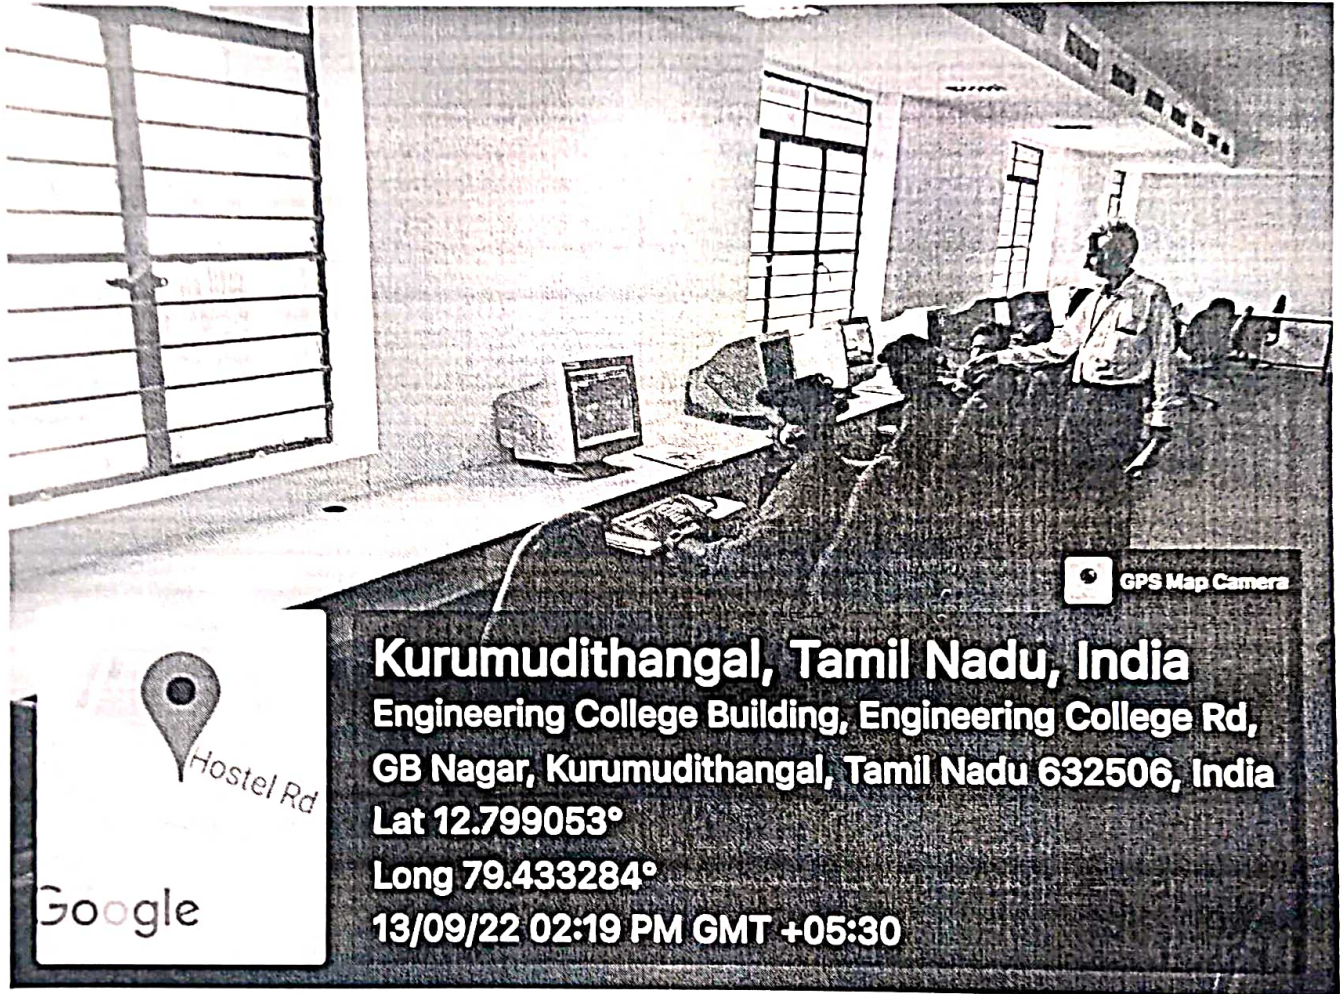 GPS Map Camera
Kurumudithangal, Tamil Nadu, India
Engineering College Building, Engineering College Rd,
GB Nagar, Kurumudithangal, Tamil Nadu 632506, India
Lat 12.799053°
Long 79.433284°
13/09/22 02:19 PM GMT +05:30
Hostel Rd
Google